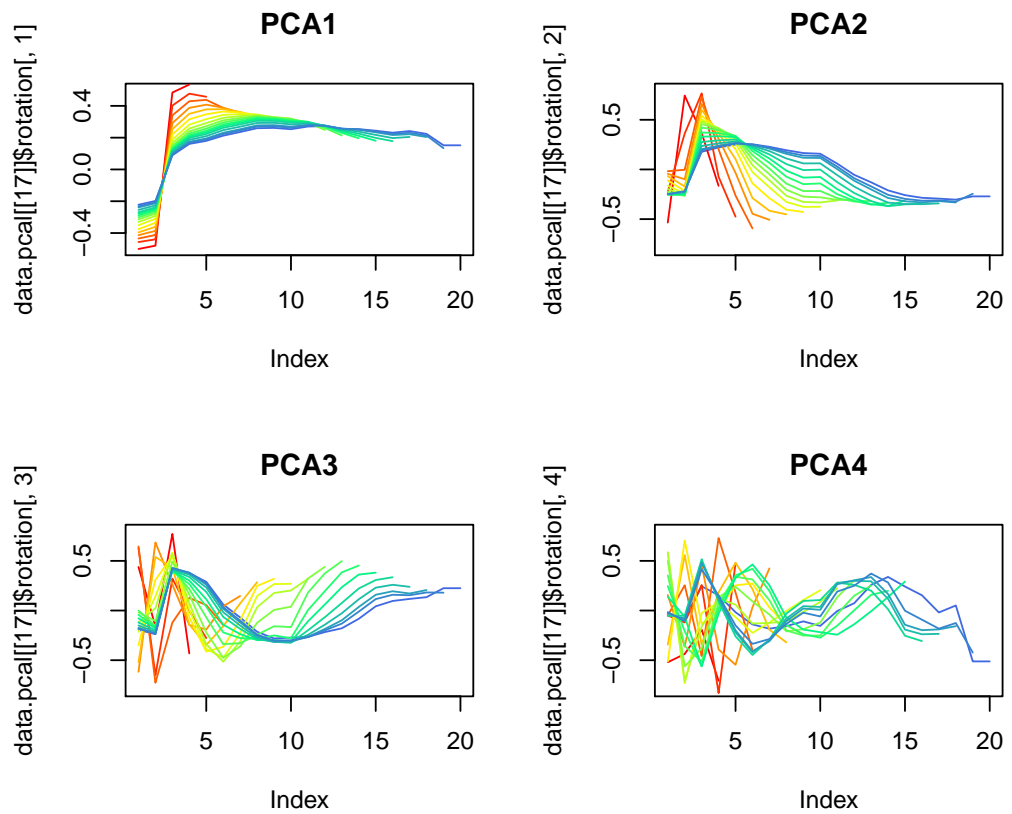 PCA1
data.pcal[[17]]$rotation[, 1]
0.4
0.0
−0.4
5
10
15
20
Index
PCA2
data.pcal[[17]]$rotation[, 2]
0.5
−0.5
5
10
15
20
Index
PCA3
data.pcal[[17]]$rotation[, 3]
0.5
−0.5
5
10
15
20
Index
PCA4
data.pcal[[17]]$rotation[, 4]
0.5
−0.5
5
10
15
20
Index